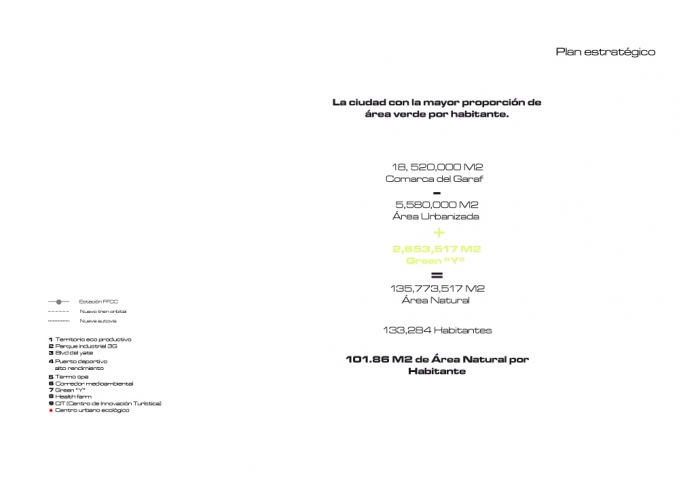 Plan estratégico
La ciudad con la mayor proporción de
área verde por habitante.
18, 520,000 M2
Comarca del Garaf
-
5,580,000 M2
Área Urbanizada
+
2,653,517 M2
Green "Y"
=
135,773,517 M2
Área Natural
133,284 Habitantes
101.86 M2 de Área Natural por
Habitante
Estación FFCC
Nuevo tren orbital
Nueva autovía
1 Territorio eco productivo
2 Parque industrial 3G
3 Blvd del yate
4 Puerto deportivo
alto rendimiento
5 Termo spa
6 Corredor medioambiental
7 Green "Y"
8 Health farm
9 CIT (Centro de Innovación Turística)
Centro urbano ecológico